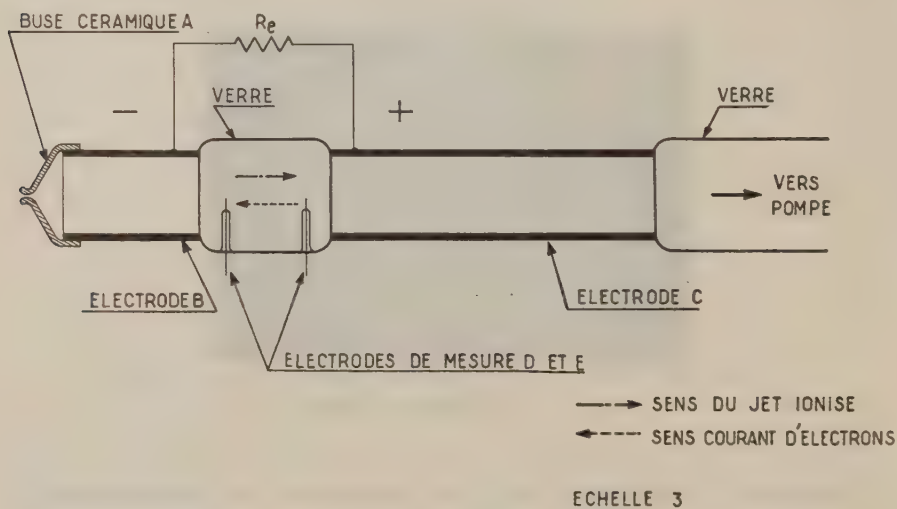 BUSE CERAMIQUE A
Re
VERRE
VERRE
−
+
VERS
POMPE
ELECTRODE B
ELECTRODE C
ELECTRODES DE MESURE D ET E
SENS DU JET IONISE
SENS COURANT D'ELECTRONS
ECHELLE 3